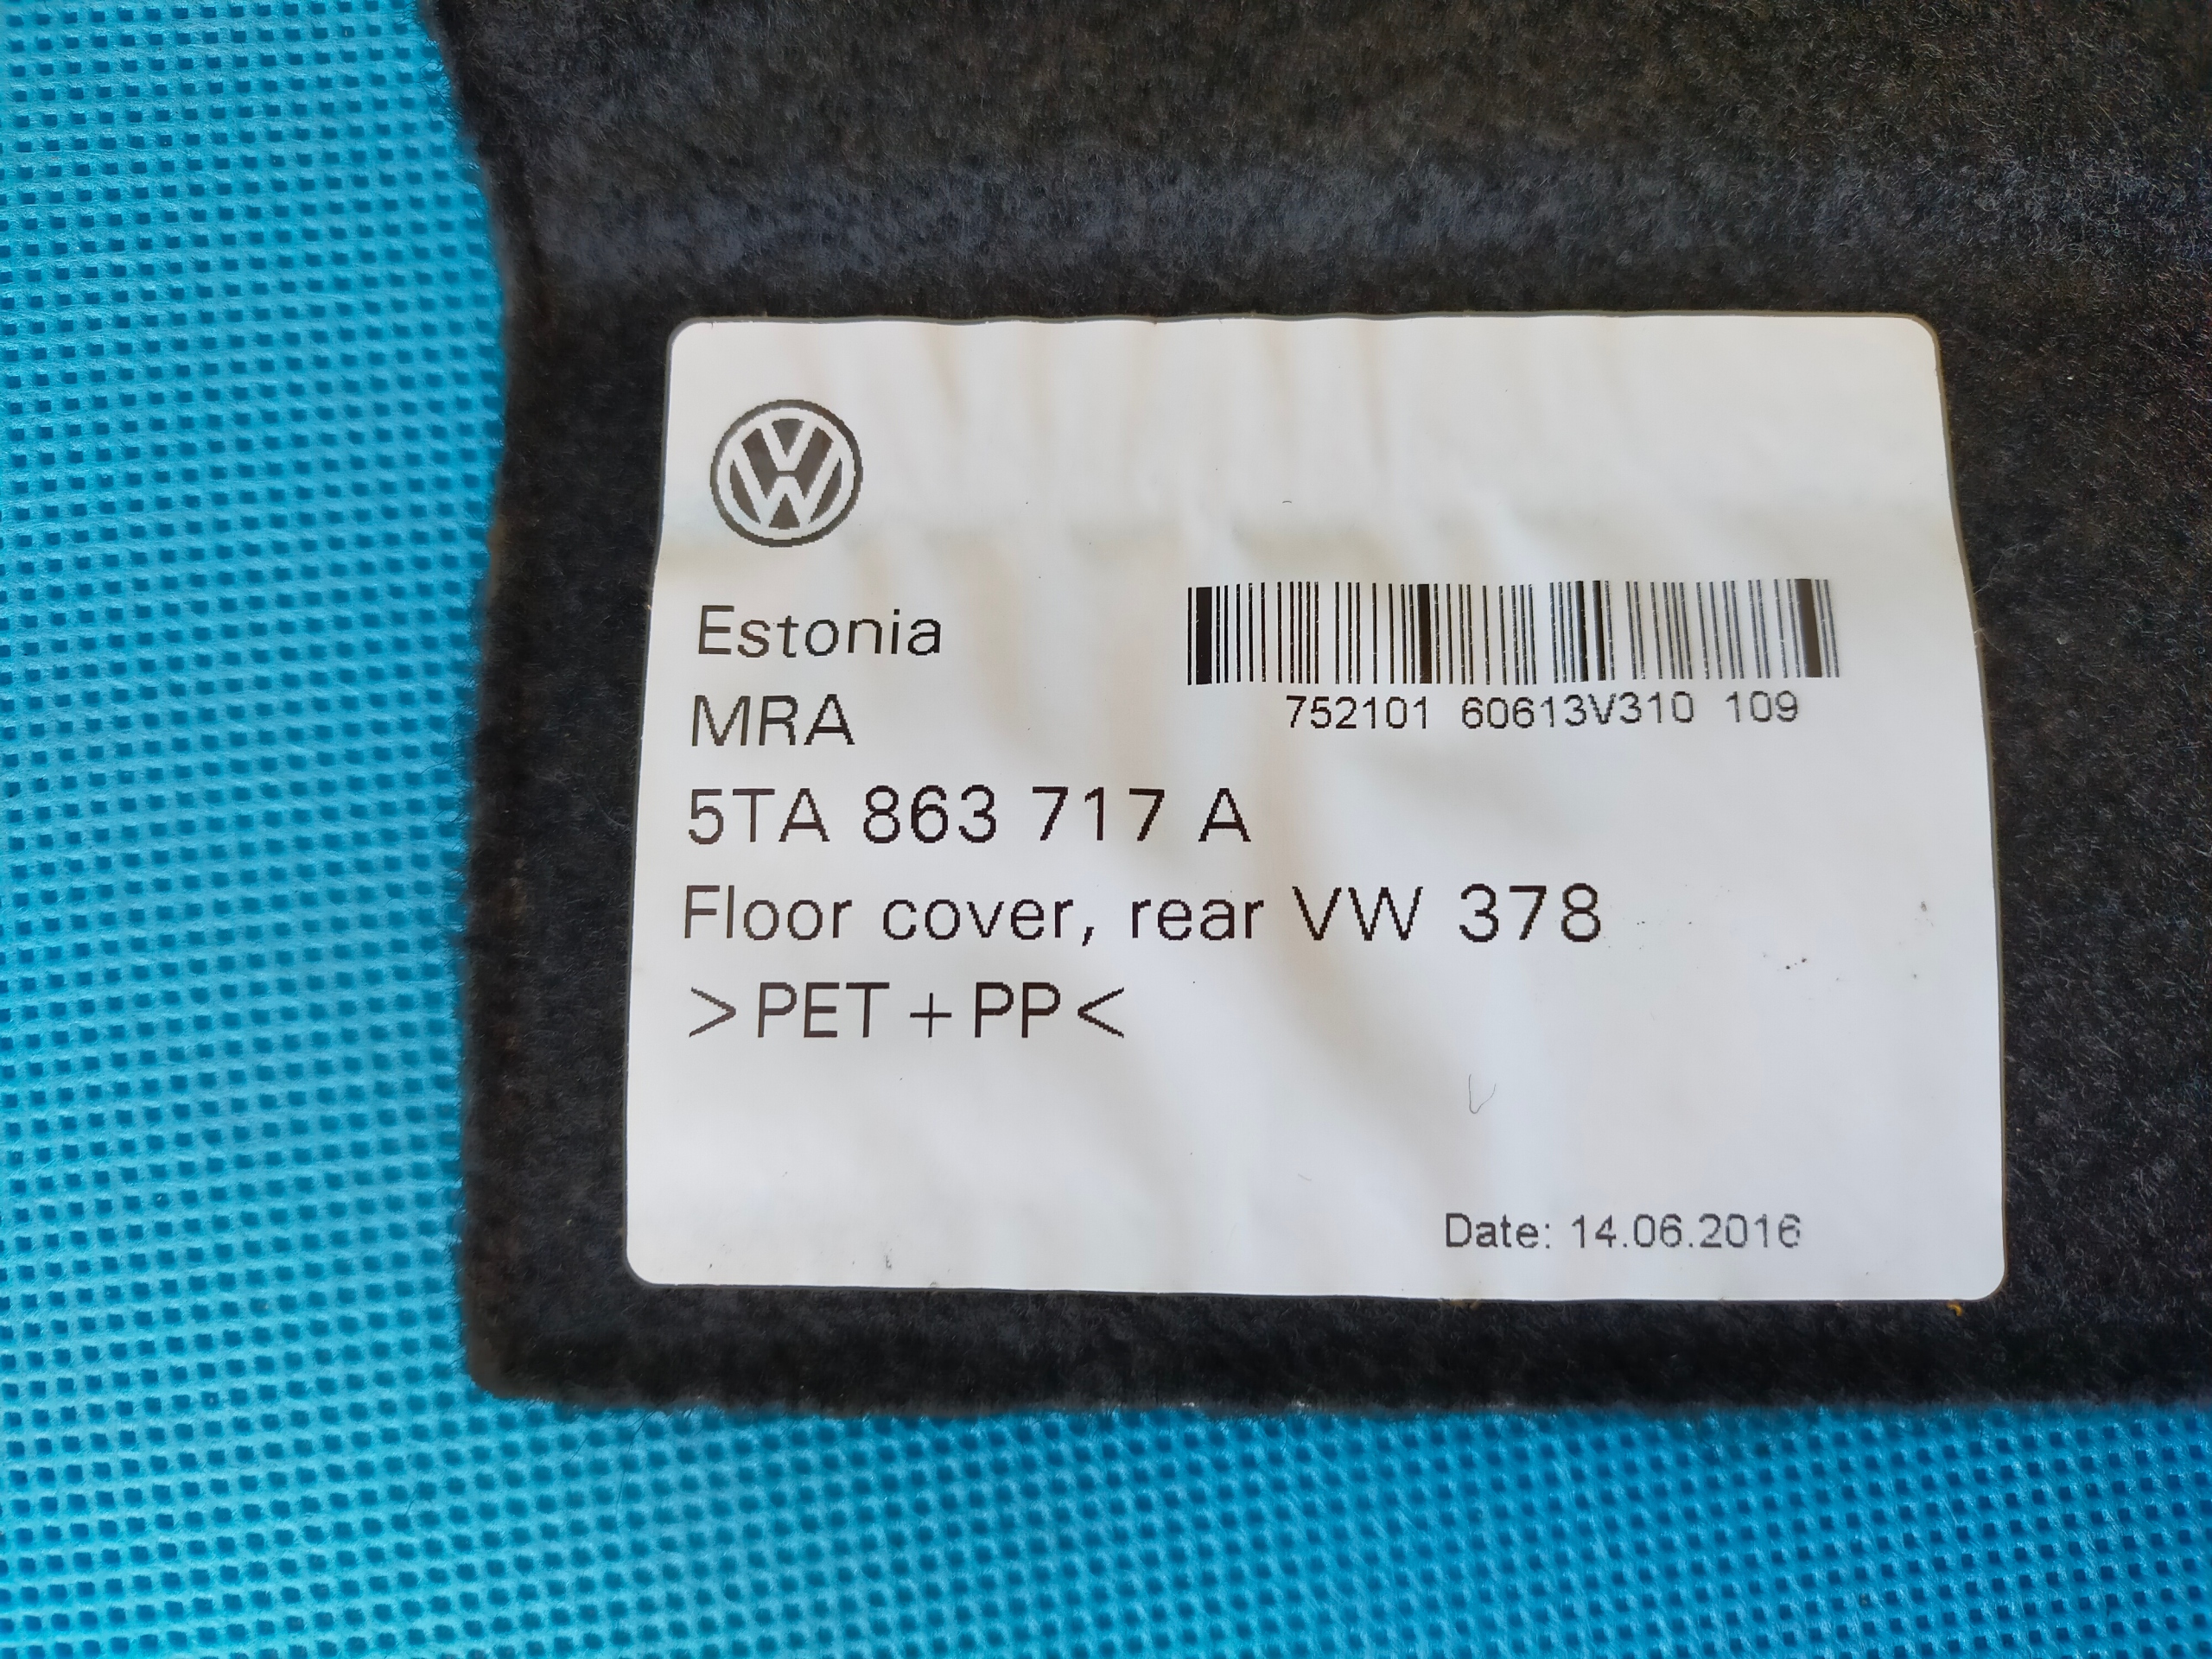 Estonia
752101 60613V310 109
MRA
5TA 863 717 A
Floor cover, rear VW 378
>PET+PP<
Date: 14.06.2016